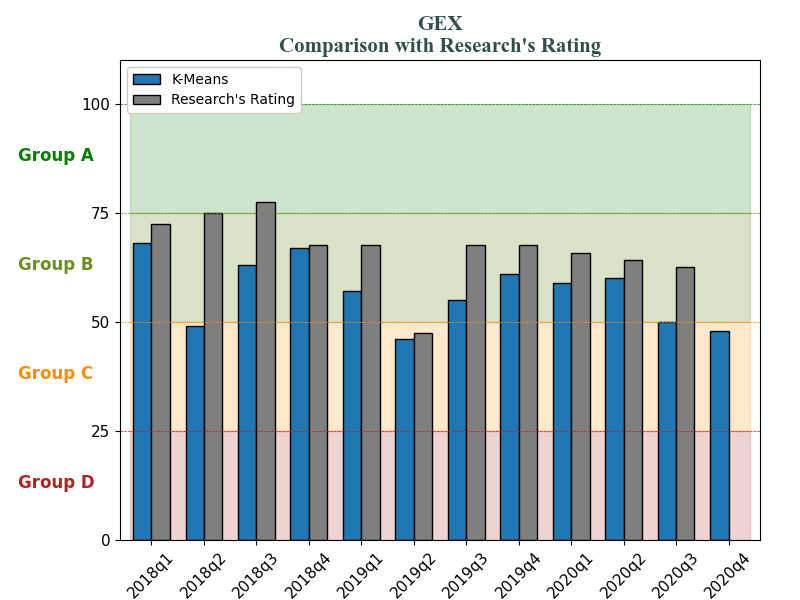 GEX
Comparison with Research's Rating
K-Means
Research's Rating
100
Group A
75
Group B
50
Group C
25
Group D
0
2018q1 2018q2 2018q3 2018q4 2019q1 2019q2 2019q3 2019q4 2020q1 2020q2 2020q3 2020q4